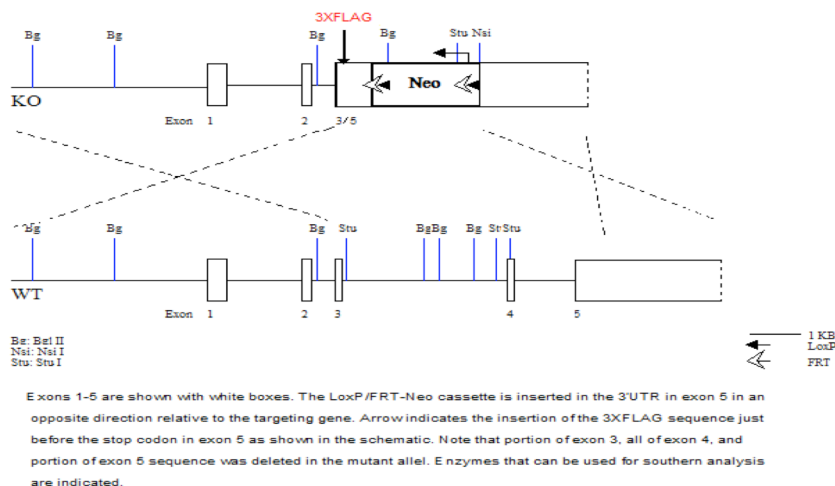 3XFLAG
Bg Bg Bg Bg Stu Nsi
Neo
KO
Exon 1 2 3/5
Bg Bg Bg Stu BgBg Bg St Stu
WT
Exon 1 2 3 4 5
Bg: Bgl II
Nsi: Nsi I
Stu: Stu I
1 KB
LoxP
FRT
Exons 1-5 are shown with white boxes. The LoxP/FRT-Neo cassette is inserted in the 3'UTR in exon 5 in an
opposite direction relative to the targeting gene. Arrow indicates the insertion of the 3XFLAG sequence just
before the stop codon in exon 5 as shown in the schematic. Note that portion of exon 3, all of exon 4, and
portion of exon 5 sequence was deleted in the mutant allel. Enzymes that can be used for southern analysis
are indicated.